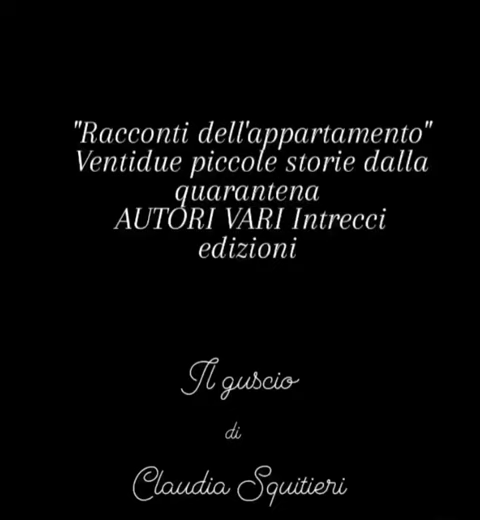 "Racconti dell'appartamento"
Ventidue piccole storie dalla
quarantena
AUTORI VARI Intrecci
edizioni
Il guscio
di
Claudia Squitieri